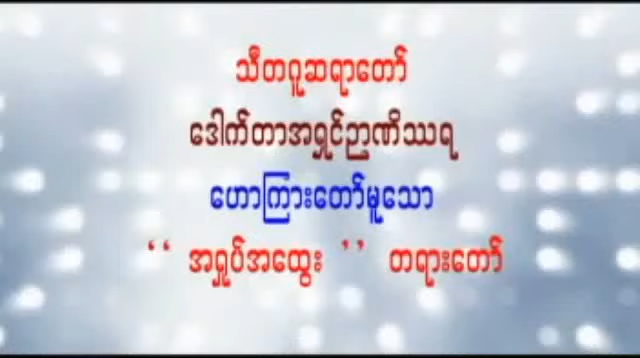 သီတဂူဆရာတော်
ဒေါက်တာအရှင်ဉာဏိဿရ
ဟောကြားတော်မူသော
“ အရှုပ်အထွေး ” တရားတော်